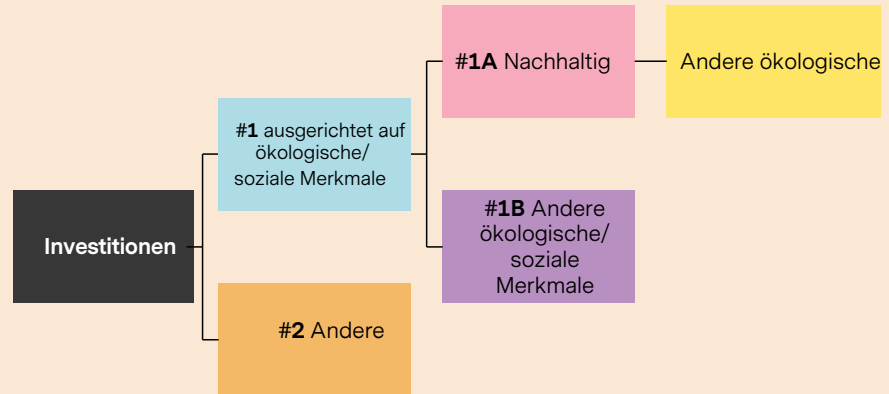 #1A Nachhaltig
Andere ökologische
#1 ausgerichtet auf
ökologische/
soziale Merkmale
#1B Andere
ökologische/
soziale
Merkmale
Investitionen
#2 Andere